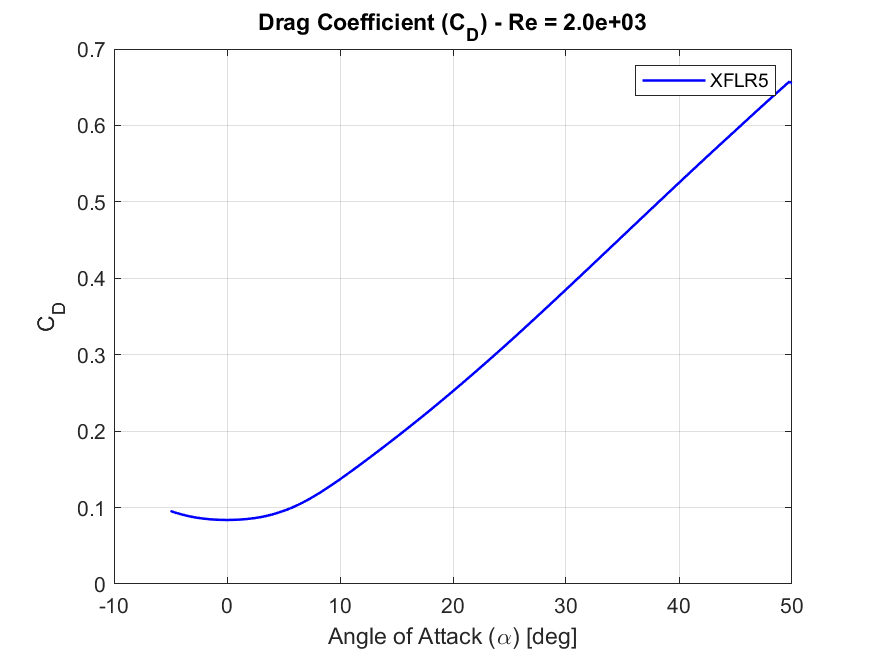 Drag Coefficient (C_D) - Re = 2.0e+03
XFLR5
0.7
0.6
0.5
0.4
0.3
0.2
0.1
0
C_D
-10 0 10 20 30 40 50
Angle of Attack (α) [deg]